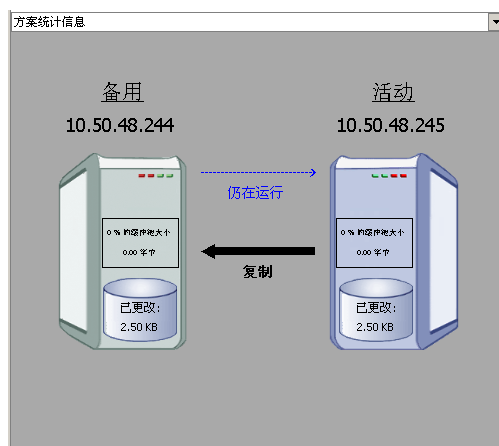 方案统计信息
备用
活动
10.50.48.244
10.50.48.245
仍在运行
0 % 的缓冲池大小
0.00 字节
0 % 的缓冲池大小
0.00 字节
复制
已更改:
2.50 KB
已更改:
2.50 KB